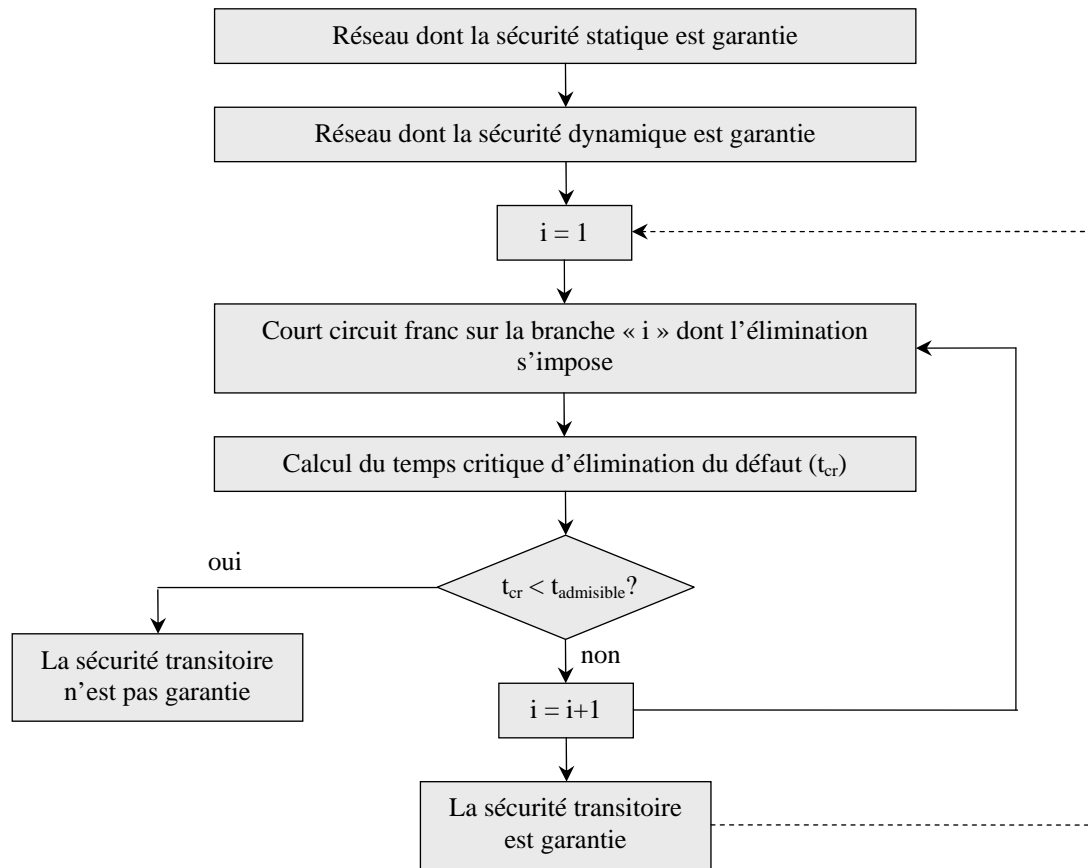 Réseau dont la sécurité statique est garantie
Réseau dont la sécurité dynamique est garantie
i = 1
Court circuit franc sur la branche « i » dont l’élimination
s’impose
Calcul du temps critique d’élimination du défaut (tcr)
oui
tcr < tadmisible?
La sécurité transitoire
n’est pas garantie
non
i = i+1
La sécurité transitoire
est garantie